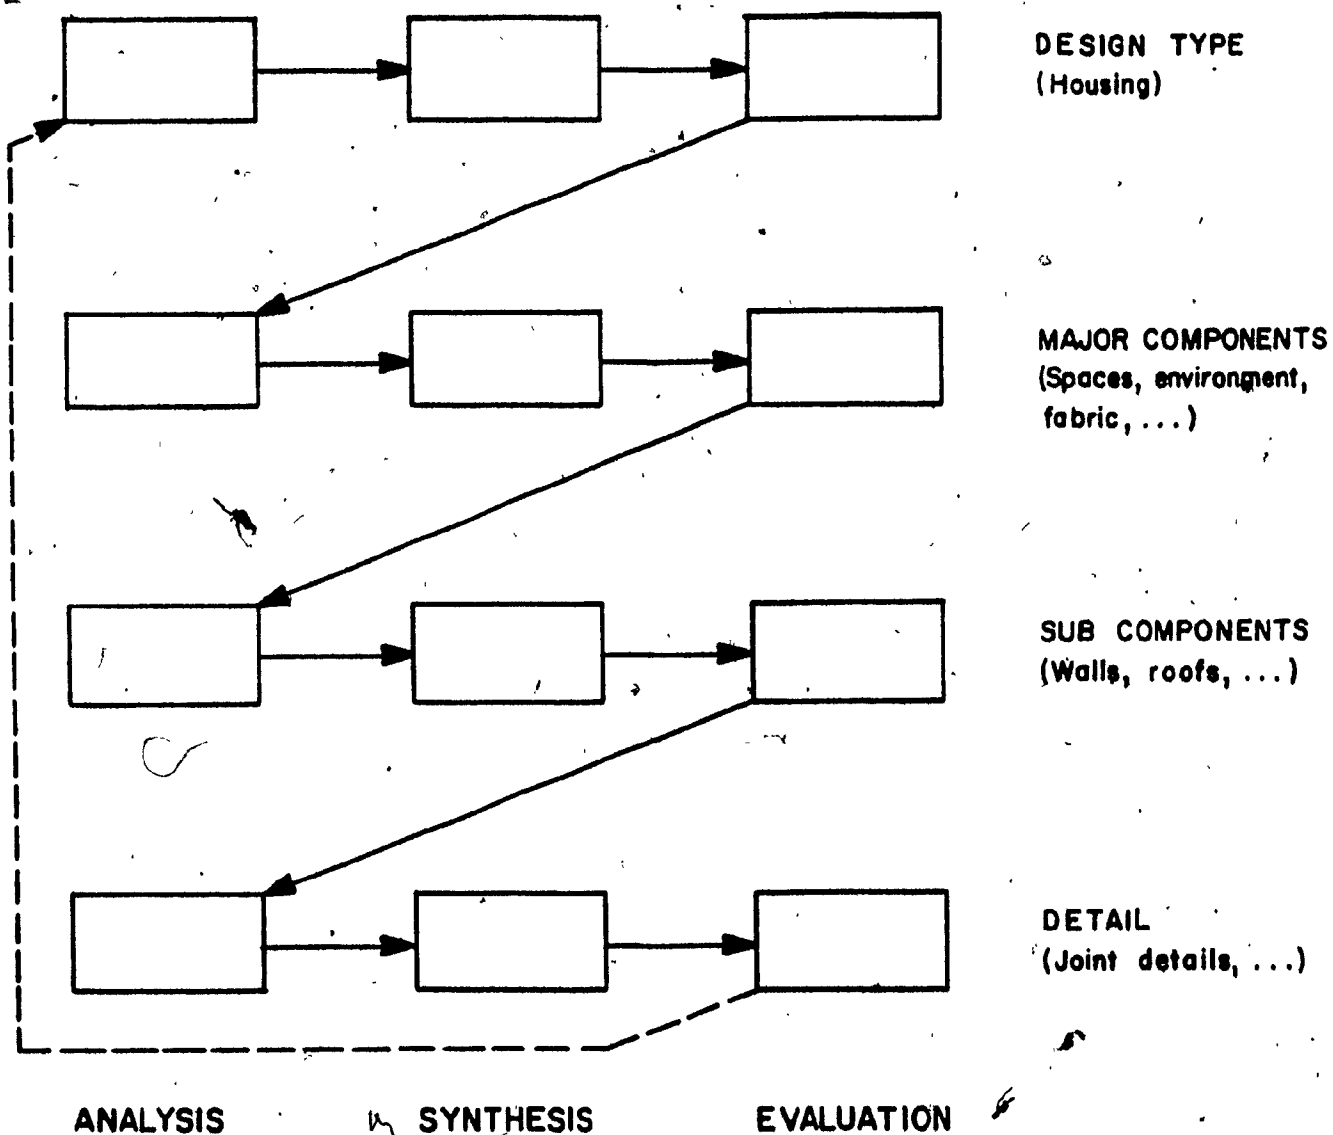 DESIGN TYPE
(Housing)
MAJOR COMPONENTS
(Spaces, environment,
fabric, ...)
SUB COMPONENTS
(Walls, roofs, ...)
DETAIL
(Joint details, ...)
ANALYSIS SYNTHESIS EVALUATION